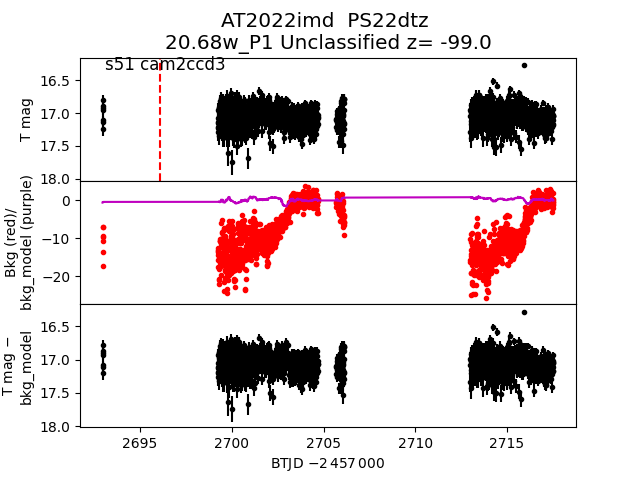 AT2022imd  PS22dtz
20.68w_P1 Unclassified z= -99.0
s51 cam2ccd3
T mag
16.5
17.0
17.5
18.0
Bkg (red)/
bkg_model (purple)
0
−10
−20
T mag −
bkg_model
16.5
17.0
17.5
18.0
2695
2700
2705
2710
2715
BTJD −2 457 000